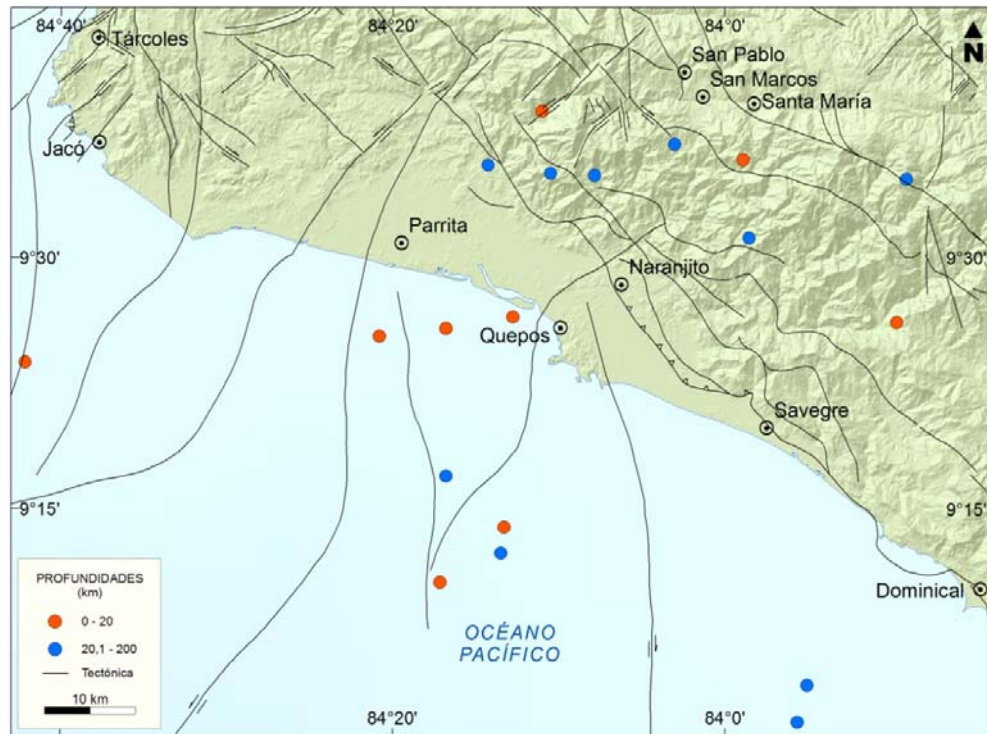 84°40'
84°20'
84°0'
Tárcoles
San Pablo
San Marcos
Santa María
N
Jacó
Parrita
9°30'
9°30'
Naranjito
Quepos
Savegre
9°15'
9°15'
Dominical
PROFUNDIDADES
(km)
0 - 20
20,1 - 200
Tectónica
10 km
OCÉANO
PACÍFICO
84°20'
84°0'